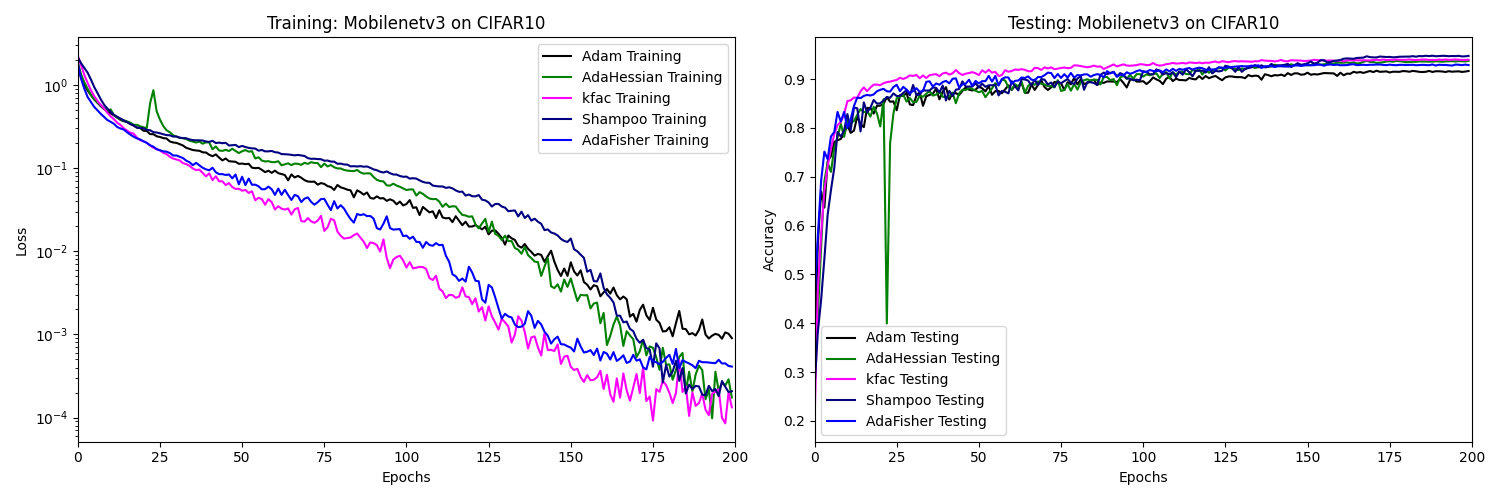 Training: Mobilenetv3 on CIFAR10
Loss
10⁰
10⁻¹
10⁻²
10⁻³
10⁻⁴
Adam Training
AdaHessian Training
kfac Training
Shampoo Training
AdaFisher Training
0 25 50 75 100 125 150 175 200
Epochs
Testing: Mobilenetv3 on CIFAR10
Accuracy
0.9
0.8
0.7
0.6
0.5
0.4
0.3
0.2
Adam Testing
AdaHessian Testing
kfac Testing
Shampoo Testing
AdaFisher Testing
0 25 50 75 100 125 150 175 200
Epochs